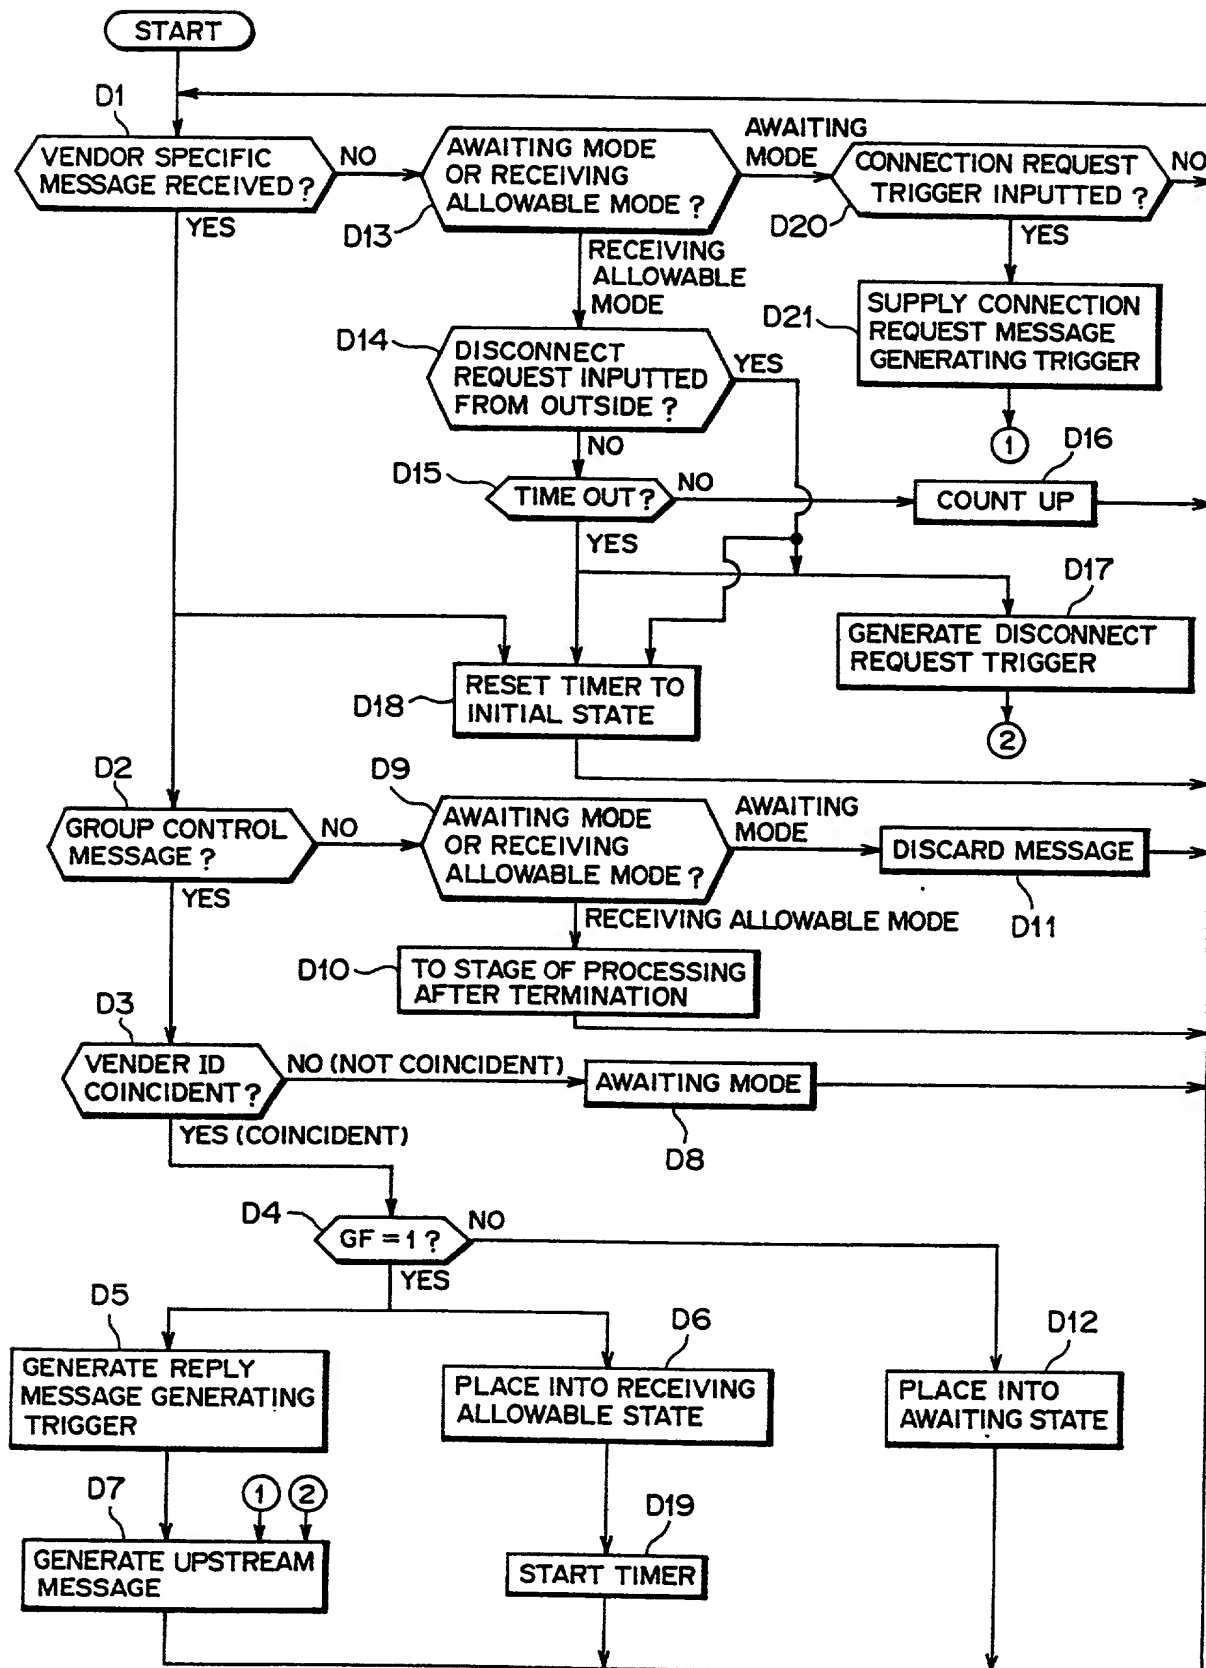 START
D1
VENDOR SPECIFIC
MESSAGE RECEIVED?
NO
YES
AWAITING MODE
OR RECEIVING
ALLOWABLE MODE?
D13
AWAITING
MODE
RECEIVING
ALLOWABLE
MODE
CONNECTION REQUEST
TRIGGER INPUTTED?
D20
NO
YES
D21
SUPPLY CONNECTION
REQUEST MESSAGE
GENERATING TRIGGER
1
D14
DISCONNECT
REQUEST INPUTTED
FROM OUTSIDE?
YES
NO
D15
TIME OUT?
NO
YES
D16
COUNT UP
D17
GENERATE DISCONNECT
REQUEST TRIGGER
2
D18
RESET TIMER TO
INITIAL STATE
D2
GROUP CONTROL
MESSAGE?
NO
YES
D9
AWAITING MODE
OR RECEIVING
ALLOWABLE MODE?
AWAITING
MODE
DISCARD MESSAGE
D11
RECEIVING ALLOWABLE MODE
D10
TO STAGE OF PROCESSING
AFTER TERMINATION
D3
VENDER ID
COINCIDENT?
NO (NOT COINCIDENT)
AWAITING MODE
D8
YES (COINCIDENT)
D4
GF=1?
NO
YES
D5
GENERATE REPLY
MESSAGE GENERATING
TRIGGER
D6
PLACE INTO RECEIVING
ALLOWABLE STATE
D12
PLACE INTO
AWAITING STATE
D7
1
2
GENERATE UPSTREAM
MESSAGE
D19
START TIMER